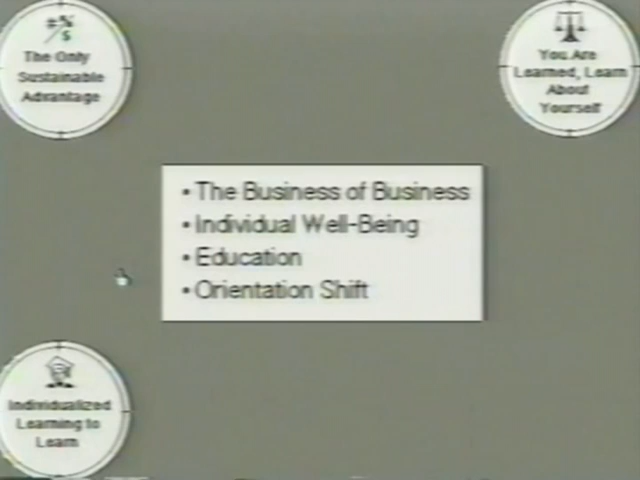 ±%
/$
The Only
Sustainable
Advantage
You Are
Learned, Learn
About
Yourself
• The Business of Business
• Individual Well-Being
• Education
• Orientation Shift
Individualized
Learning to
Learn